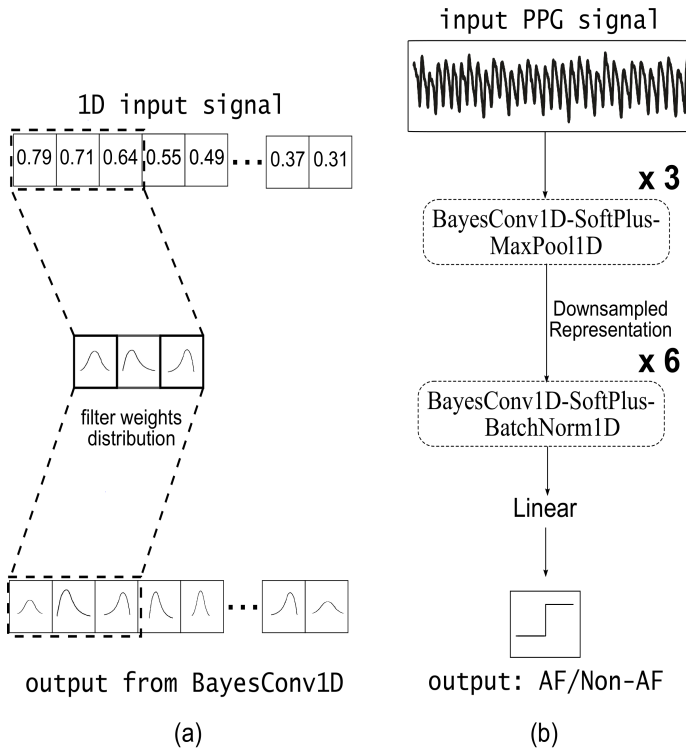 1D input signal
0.79 0.71 0.64 0.55 0.49 ... 0.37 0.31
filter weights
distribution
...
output from BayesConv1D
(a)
input PPG signal
x 3
BayesConv1D-SoftPlus-
MaxPool1D
Downsampled
Representation
x 6
BayesConv1D-SoftPlus-
BatchNorm1D
Linear
output: AF/Non-AF
(b)